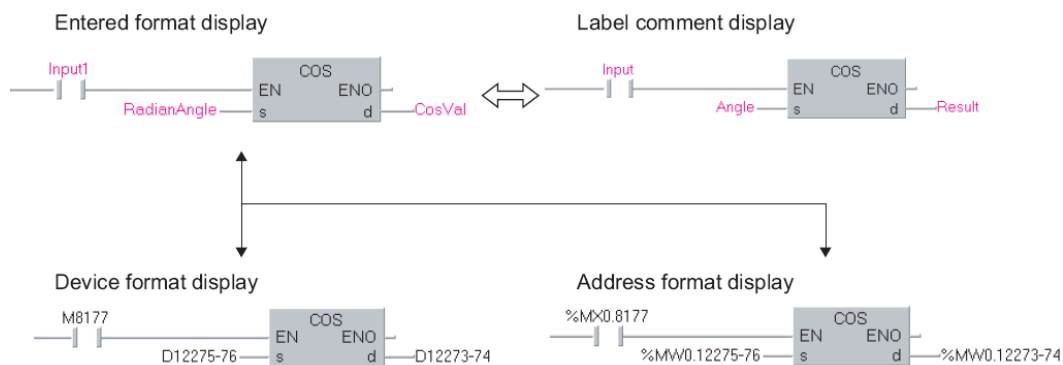 Entered format display
Label comment display
Input1
COS
EN ENO
RadianAngle s d CosVal
Input
COS
EN ENO
Angle s d Result
Device format display
Address format display
M8177
COS
EN ENO
D12275-76 s d D12273-74
%MX0.8177
COS
EN ENO
%MW0.12275-76 s d %MW0.12273-74